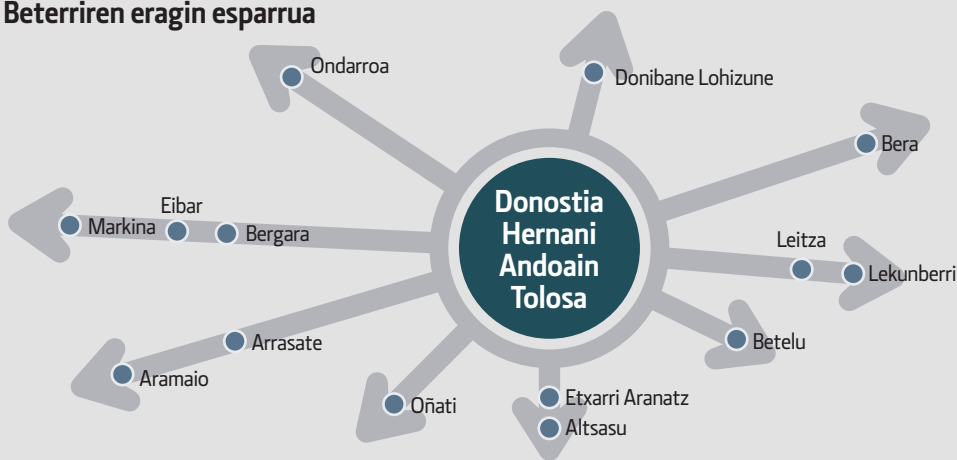 Beterriren eragin esparrua
Ondarroa
Donibane Lohizune
Bera
Donostia
Hernani
Andoain
Tolosa
Eibar
Markina
Bergara
Leitza
Lekunberri
Arrasate
Betelu
Aramaio
Oñati
Etxarri Aranatz
Altsasu